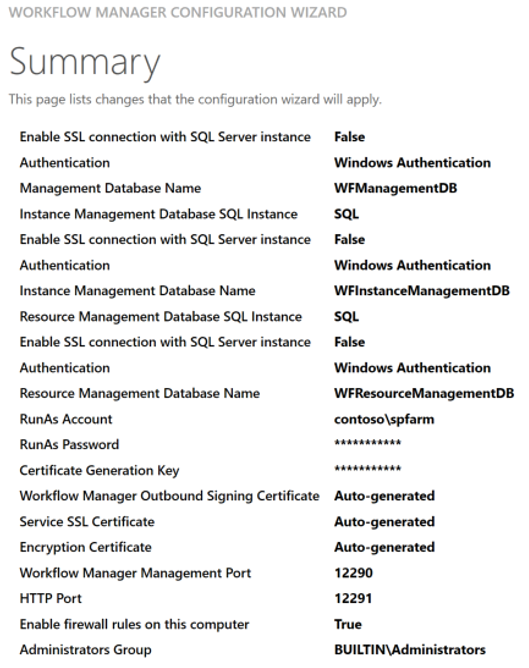 WORKFLOW MANAGER CONFIGURATION WIZARD
Summary
This page lists changes that the configuration wizard will apply.
Enable SSL connection with SQL Server instance False
Authentication Windows Authentication
Management Database Name WFManagementDB
Instance Management Database SQL Instance SQL
Enable SSL connection with SQL Server instance False
Authentication Windows Authentication
Instance Management Database Name WFInstanceManagementDB
Resource Management Database SQL Instance SQL
Enable SSL connection with SQL Server instance False
Authentication Windows Authentication
Resource Management Database Name WFResourceManagementDB
RunAs Account contoso\spfarm
RunAs Password ***********
Certificate Generation Key ***********
Workflow Manager Outbound Signing Certificate Auto-generated
Service SSL Certificate Auto-generated
Encryption Certificate Auto-generated
Workflow Manager Management Port 12290
HTTP Port 12291
Enable firewall rules on this computer True
Administrators Group BUILTIN\Administrators